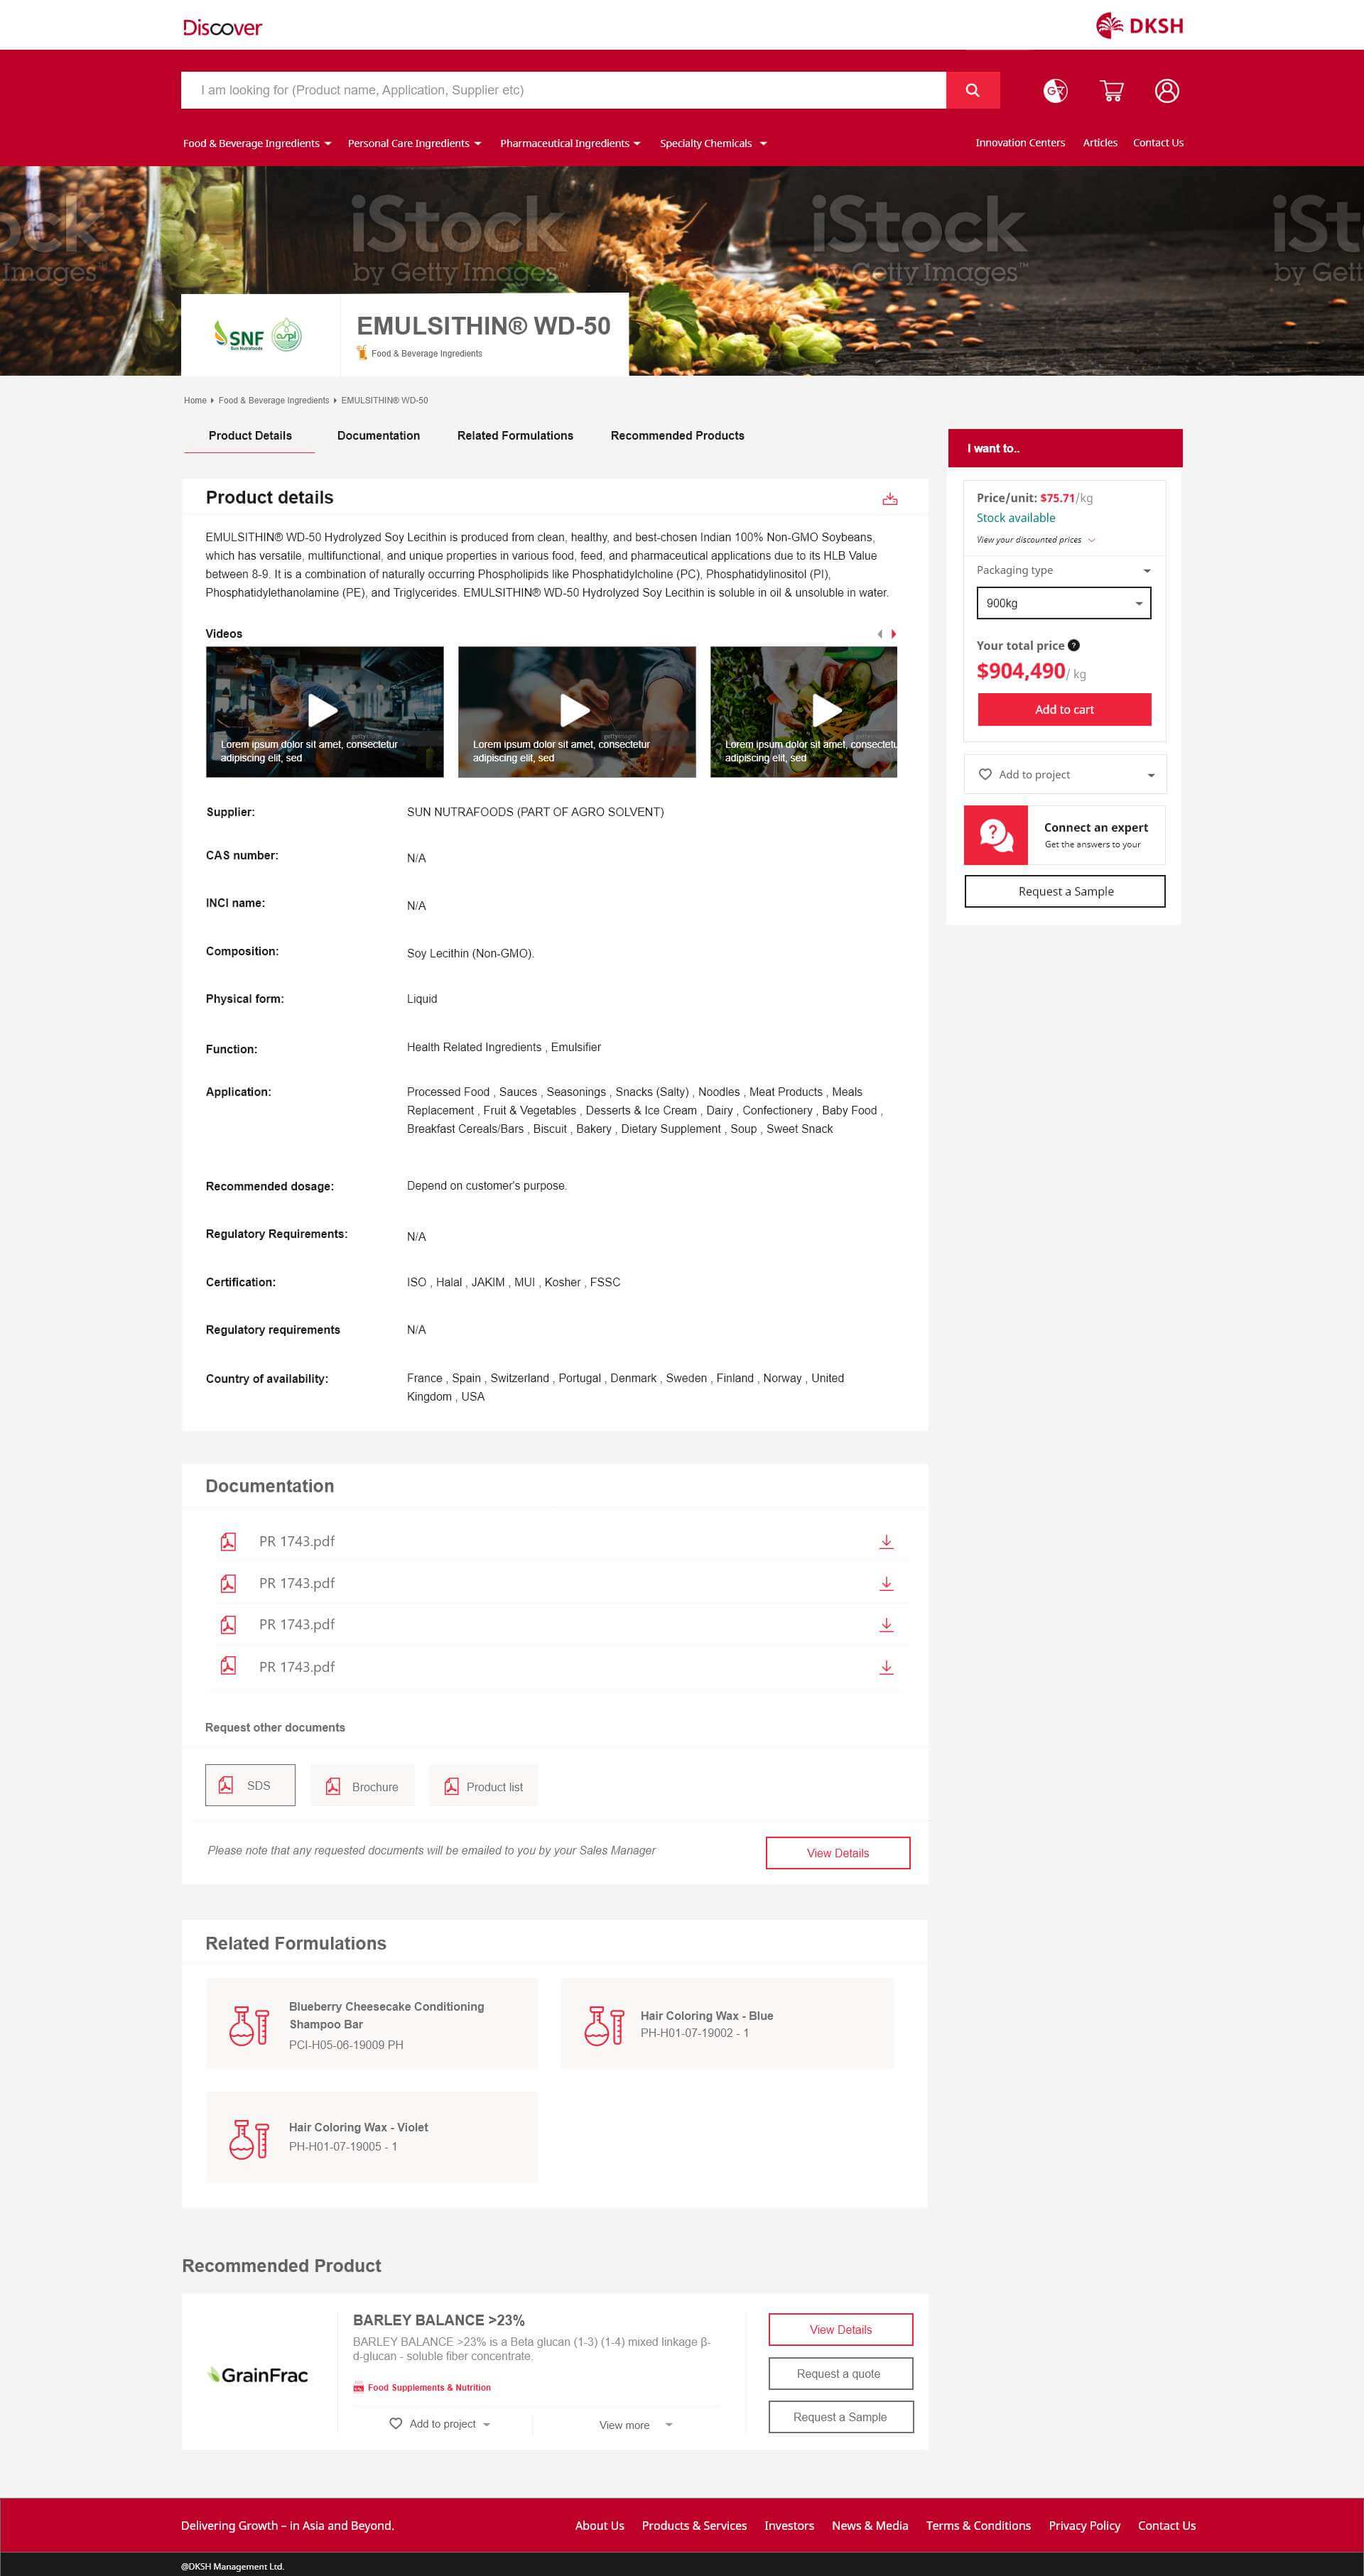 Discover
DKSH
I am looking for (Product name, Application, Supplier etc)
Food & Beverage Ingredients
Personal Care Ingredients
Pharmaceutical Ingredients
Specialty Chemicals
Innovation Centers
Articles
Contact Us
ock
Images™
iStock
by Getty Images™
iStock
by Getty Images™
iSt
by Gett
SNF
Sun Nutrafoods
EMULSITHIN® WD-50
Food & Beverage Ingredients
Home
Food & Beverage Ingredients
EMULSITHIN® WD-50
Product Details
Documentation
Related Formulations
Recommended Products
Product details
EMULSITHIN® WD-50 Hydrolyzed Soy Lecithin is produced from clean, healthy, and best-chosen Indian 100% Non-GMO Soybeans,
which has versatile, multifunctional, and unique properties in various food, feed, and pharmaceutical applications due to its HLB Value
between 8-9. It is a combination of naturally occurring Phospholipids like Phosphatidylcholine (PC), Phosphatidylinositol (PI),
Phosphatidylethanolamine (PE), and Triglycerides. EMULSITHIN® WD-50 Hydrolyzed Soy Lecithin is soluble in oil & unsoluble in water.
Videos
Lorem ipsum dolor sit amet, consectetur
adipiscing elit, sed
Lorem ipsum dolor sit amet, consectetur
adipiscing elit, sed
Lorem ipsum dolor sit amet, consectetu
adipiscing elit, sed
Supplier: SUN NUTRAFOODS (PART OF AGRO SOLVENT)
CAS number: N/A
INCI name: N/A
Composition: Soy Lecithin (Non-GMO).
Physical form: Liquid
Function: Health Related Ingredients , Emulsifier
Application: Processed Food , Sauces , Seasonings , Snacks (Salty) , Noodles , Meat Products , Meals
Replacement , Fruit & Vegetables , Desserts & Ice Cream , Dairy , Confectionery , Baby Food ,
Breakfast Cereals/Bars , Biscuit , Bakery , Dietary Supplement , Soup , Sweet Snack
Recommended dosage: Depend on customer's purpose.
Regulatory Requirements: N/A
Certification: ISO , Halal , JAKIM , MUI , Kosher , FSSC
Regulatory requirements N/A
Country of availability: France , Spain , Switzerland , Portugal , Denmark , Sweden , Finland , Norway , United
Kingdom , USA
I want to..
Price/unit: $75.71/kg
Stock available
View your discounted prices
Packaging type
900kg
Your total price ?
$904,490/ kg
Add to cart
Add to project
Connect an expert
Get the answers to your
Request a Sample
Documentation
PR 1743.pdf
PR 1743.pdf
PR 1743.pdf
PR 1743.pdf
Request other documents
SDS
Brochure
Product list
Please note that any requested documents will be emailed to you by your Sales Manager
View Details
Related Formulations
Blueberry Cheesecake Conditioning
Shampoo Bar
PCI-H05-06-19009 PH
Hair Coloring Wax - Blue
PH-H01-07-19002 - 1
Hair Coloring Wax - Violet
PH-H01-07-19005 - 1
Recommended Product
GrainFrac
BARLEY BALANCE >23%
BARLEY BALANCE >23% is a Beta glucan (1-3) (1-4) mixed linkage β-
d-glucan - soluble fiber concentrate.
Food Supplements & Nutrition
Add to project
View more
View Details
Request a quote
Request a Sample
Delivering Growth – in Asia and Beyond.
About Us
Products & Services
Investors
News & Media
Terms & Conditions
Privacy Policy
Contact Us
@DKSH Management Ltd.